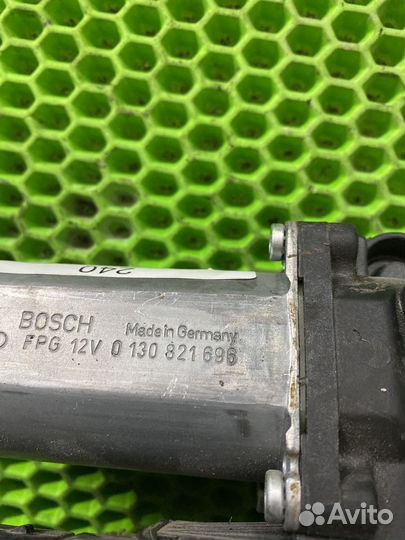 240
BOSCH Made in Germany
FPG 12V 0 130 821 696
Avito